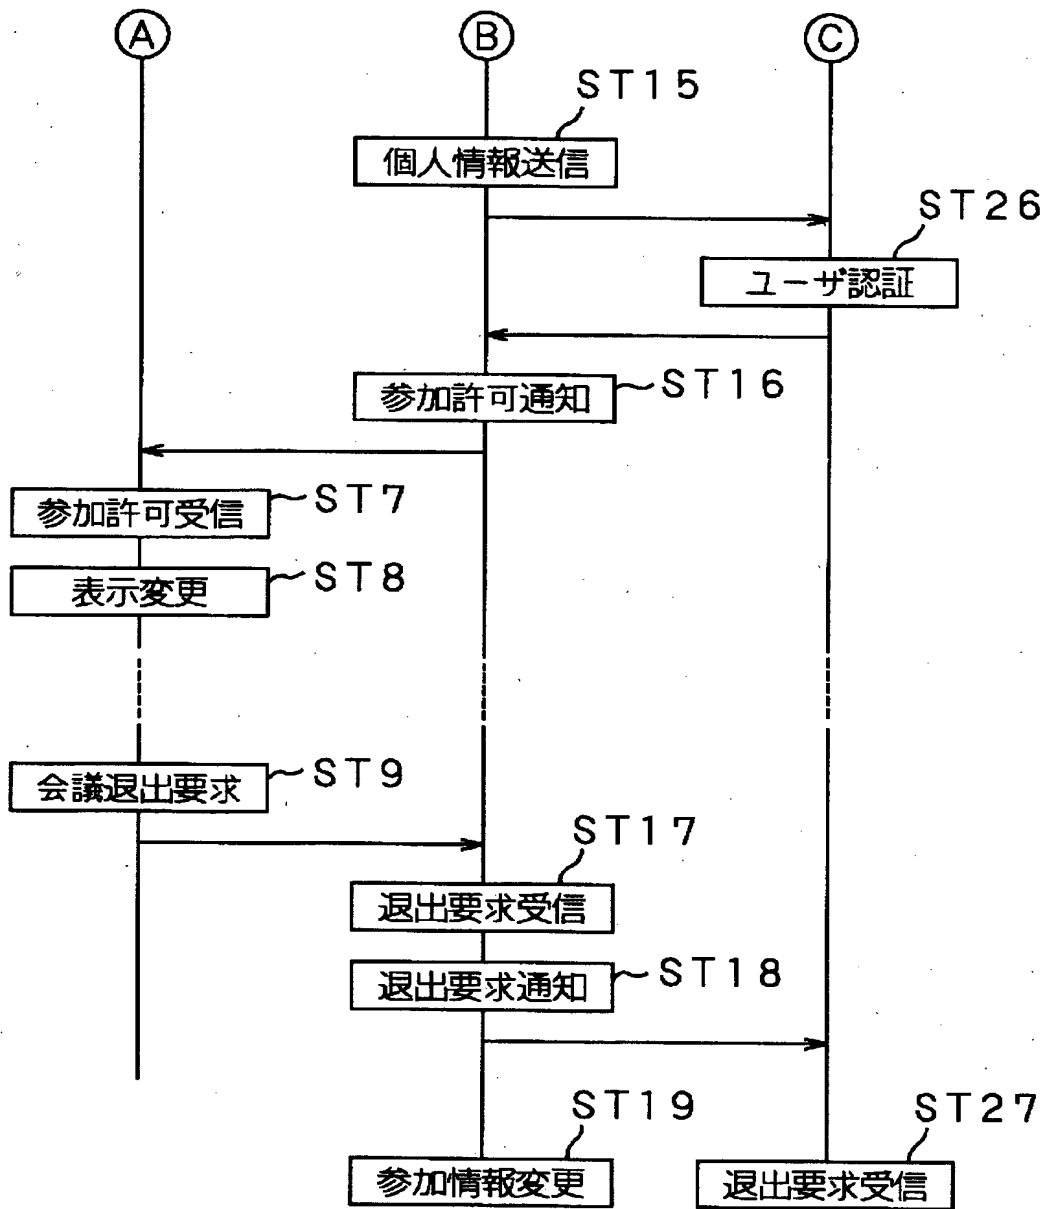 A B C
ST15
個人情報送信
ST26
ユーザ認証
参加許可通知 ST16
参加許可受信 ST7
表示変更 ST8
会議退出要求 ST9
ST17
退出要求受信
退出要求通知 ST18
ST19 ST27
参加情報変更 退出要求受信